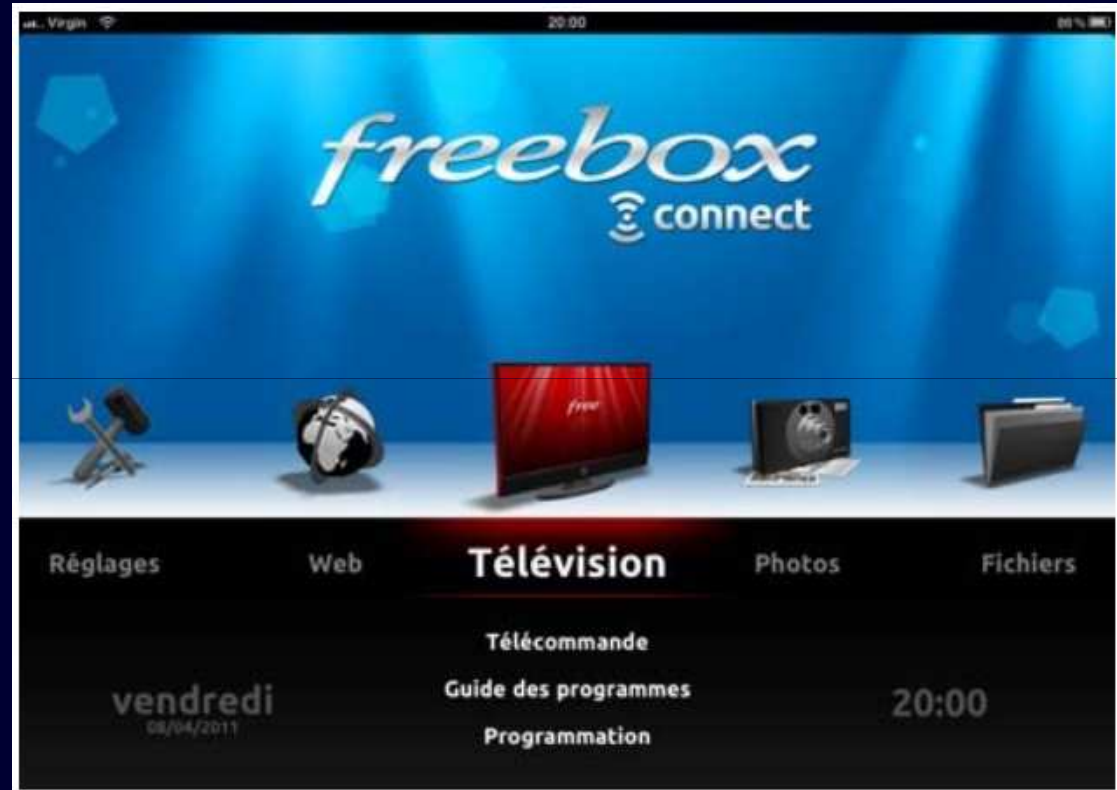 Virgin 20:00 86 %
freebox
connect
free
Réglages Web Télévision Photos Fichiers
Télécommande
Guide des programmes
Programmation
vendredi
08/04/2011
20:00